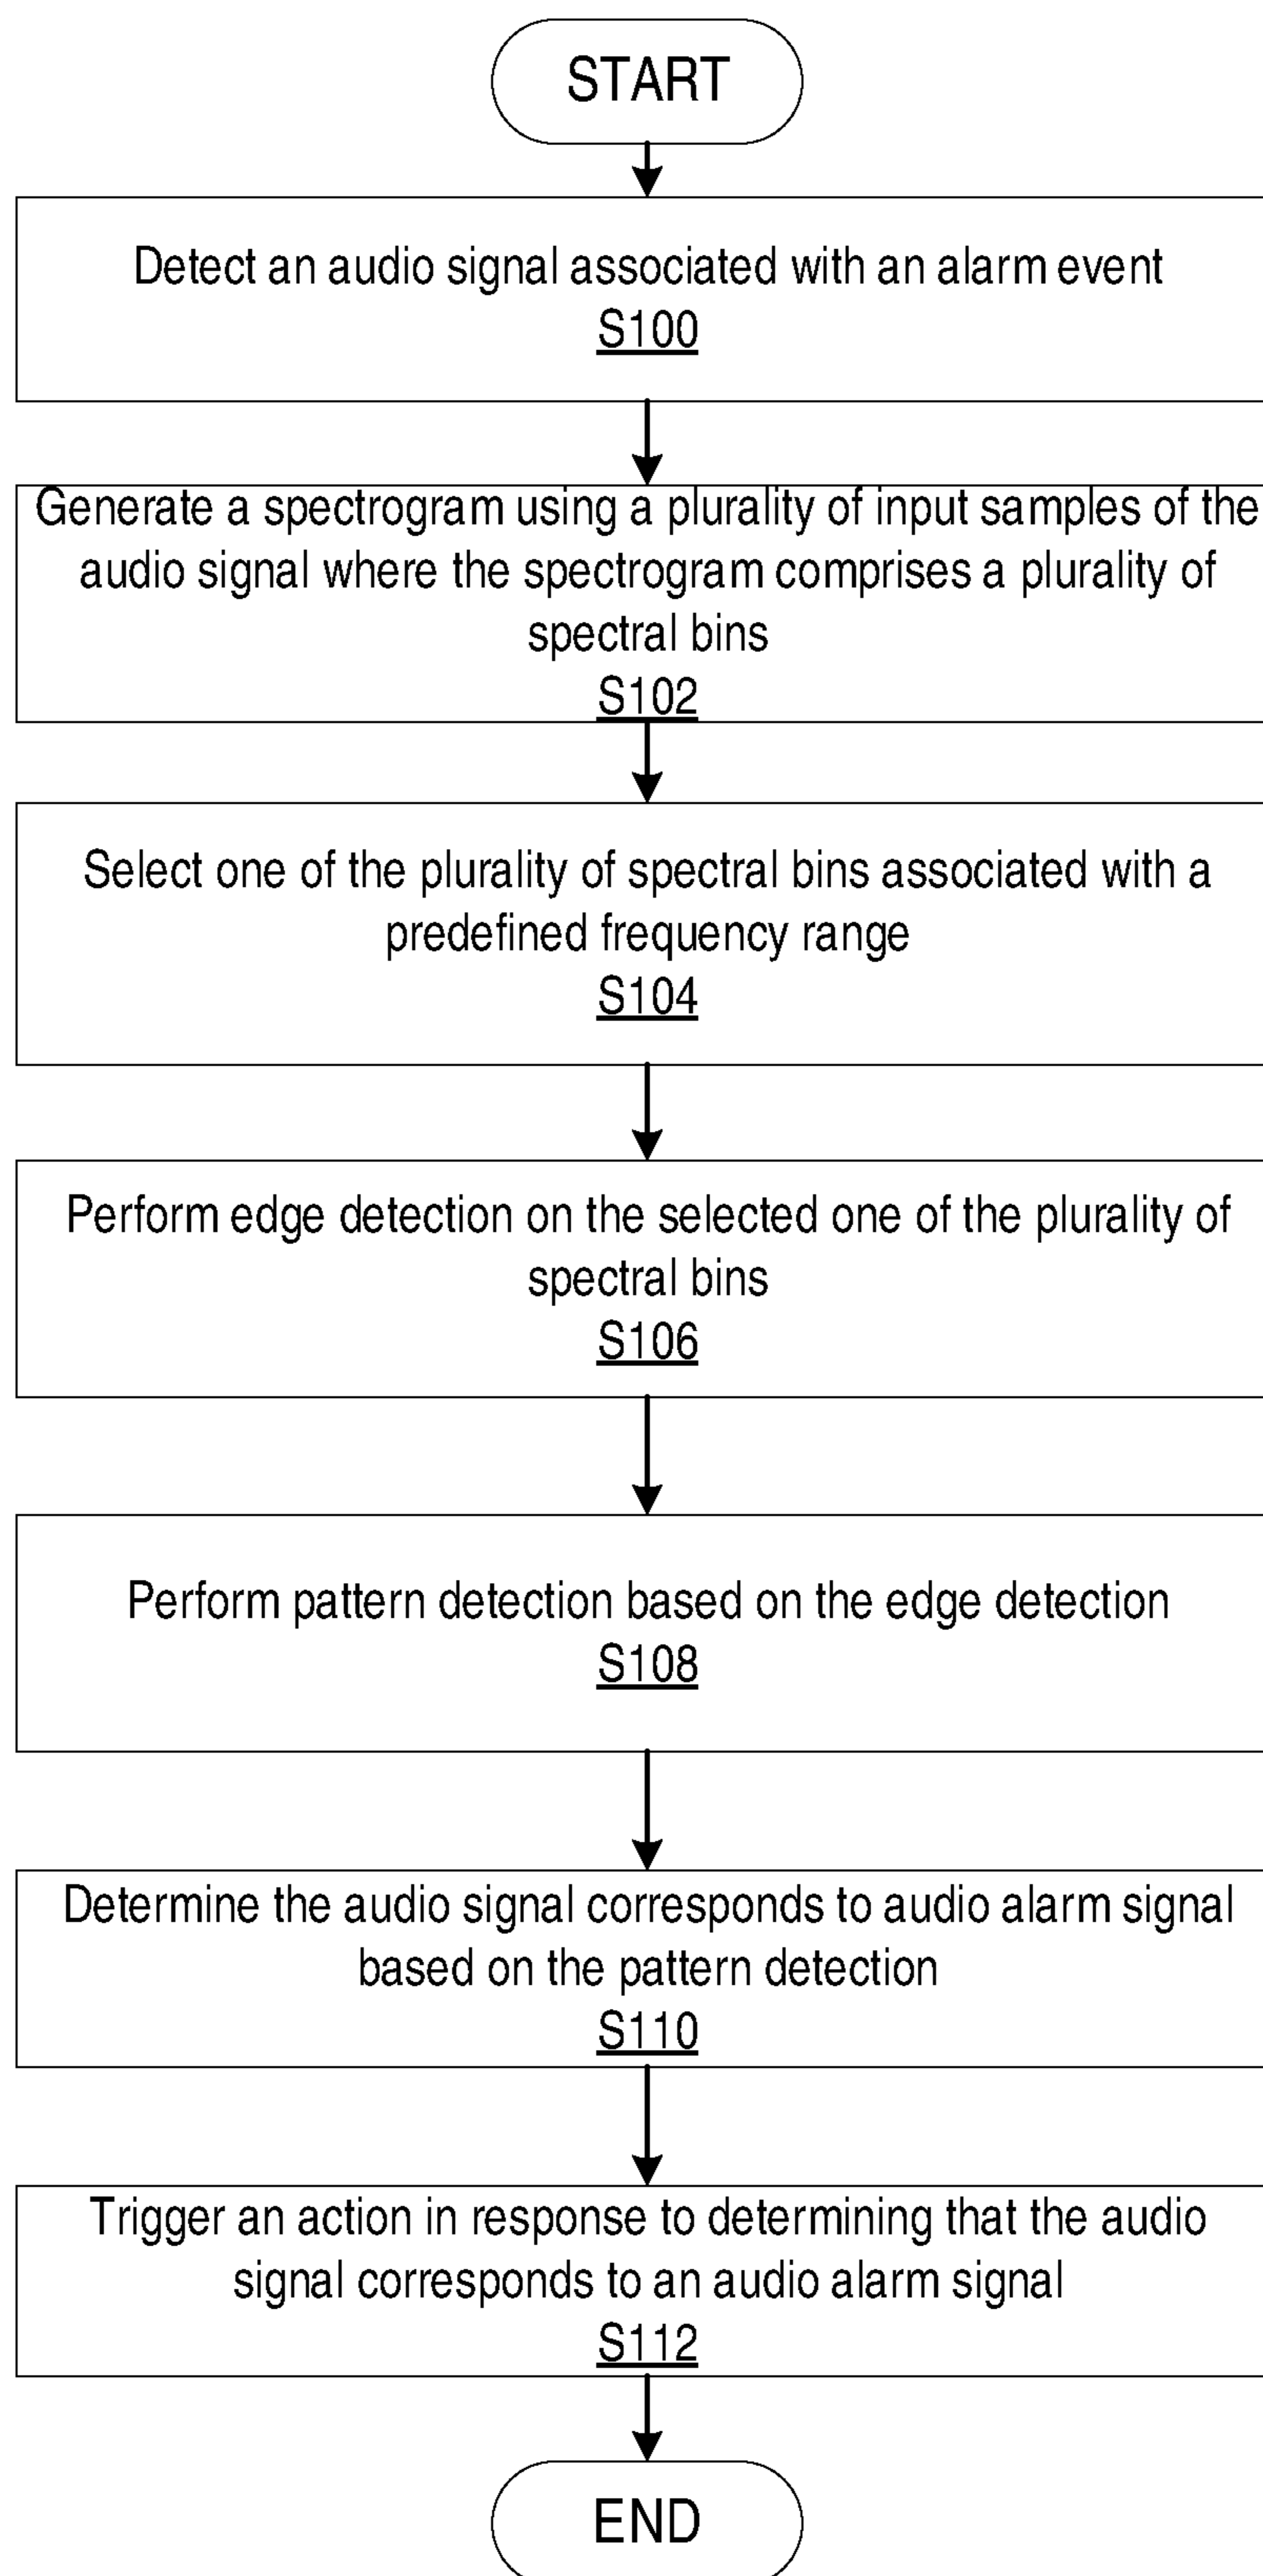 START
Detect an audio signal associated with an alarm event
S100
Generate a spectrogram using a plurality of input samples of the
audio signal where the spectrogram comprises a plurality of
spectral bins
S102
Select one of the plurality of spectral bins associated with a
predefined frequency range
S104
Perform edge detection on the selected one of the plurality of
spectral bins
S106
Perform pattern detection based on the edge detection
S108
Determine the audio signal corresponds to audio alarm signal
based on the pattern detection
S110
Trigger an action in response to determining that the audio
signal corresponds to an audio alarm signal
S112
END